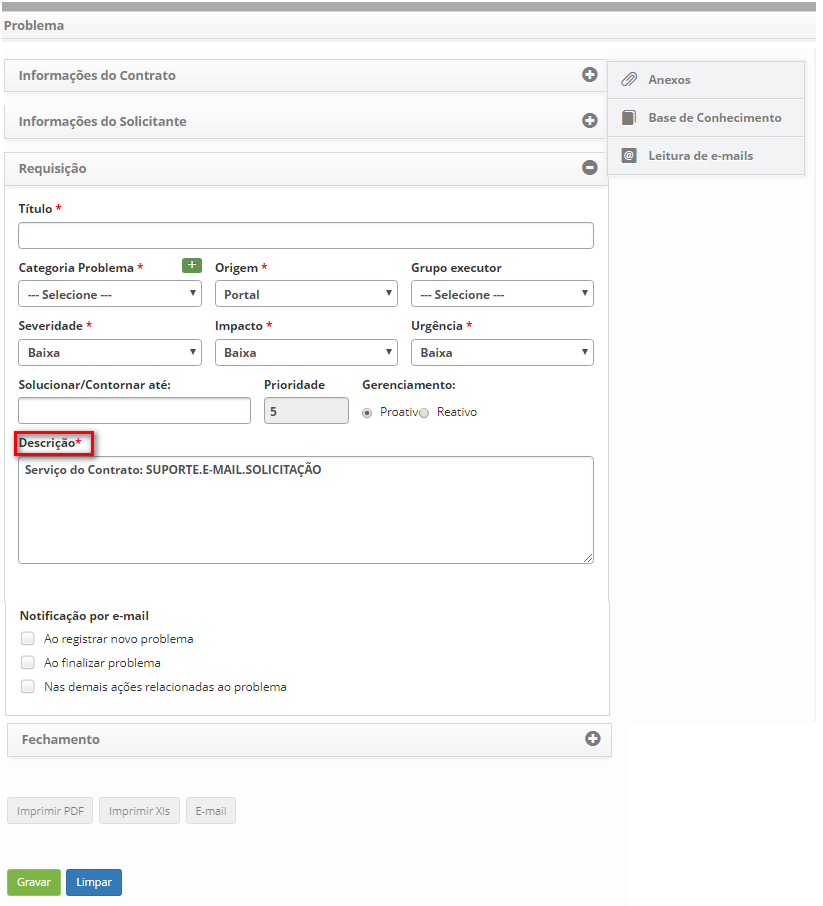 Problema
Informações do Contrato
Anexos
Base de Conhecimento
Informações do Solicitante
Leitura de e-mails
Requisição
Título *
Categoria Problema * + Origem * Grupo executor
--- Selecione --- Portal --- Selecione ---
Severidade * Impacto * Urgência *
Baixa Baixa Baixa
Solucionar/Contornar até: Prioridade Gerenciamento:
5 Proativo Reativo
Descrição*
Serviço do Contrato: SUPORTE.E-MAIL.SOLICITAÇÃO
Notificação por e-mail
Ao registrar novo problema
Ao finalizar problema
Nas demais ações relacionadas ao problema
Fechamento
Imprimir PDF Imprimir Xls E-mail
Gravar Limpar